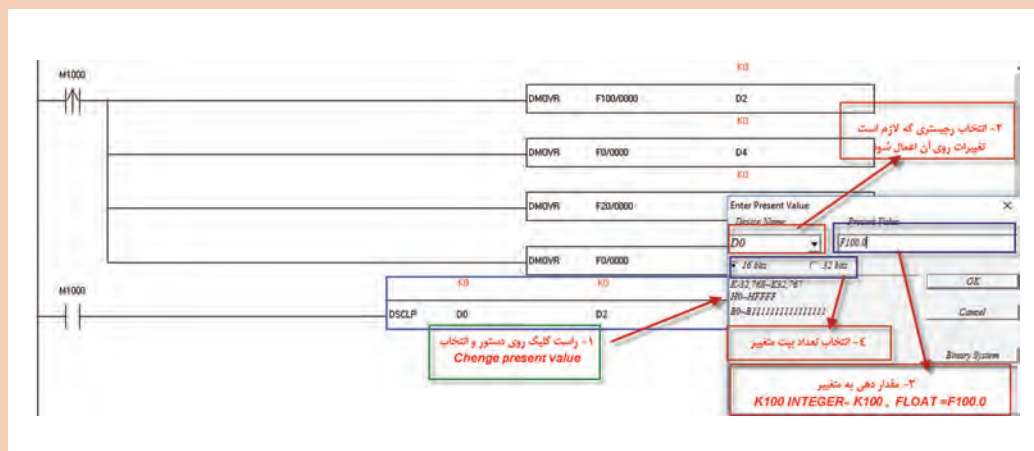 K0
M1000
DMOVR F100/0000 D2
K0
DMOVR F0/0000 D4
K0
DMOVR F20/0000
DMOVR F0/0000
K0 K0
M1000
DSCLP D0 D2
۲- انتخاب رجیستری که لازم است
تغییرات روی آن اعمال شود
Enter Present Value
Device Name Present Value
D0 F100.0
16 bits 32 bits
K-32,768~K32,767
H0~HFFFF
B0~B1111111111111111
OK
Cancel
Binary System
۱- راست کلیک روی دستور و انتخاب
Chenge present value
٤- انتخاب تعداد بیت متغییر
۳- مقدار دهی به متغییر
K100 INTEGER- K100 , FLOAT =F100.0